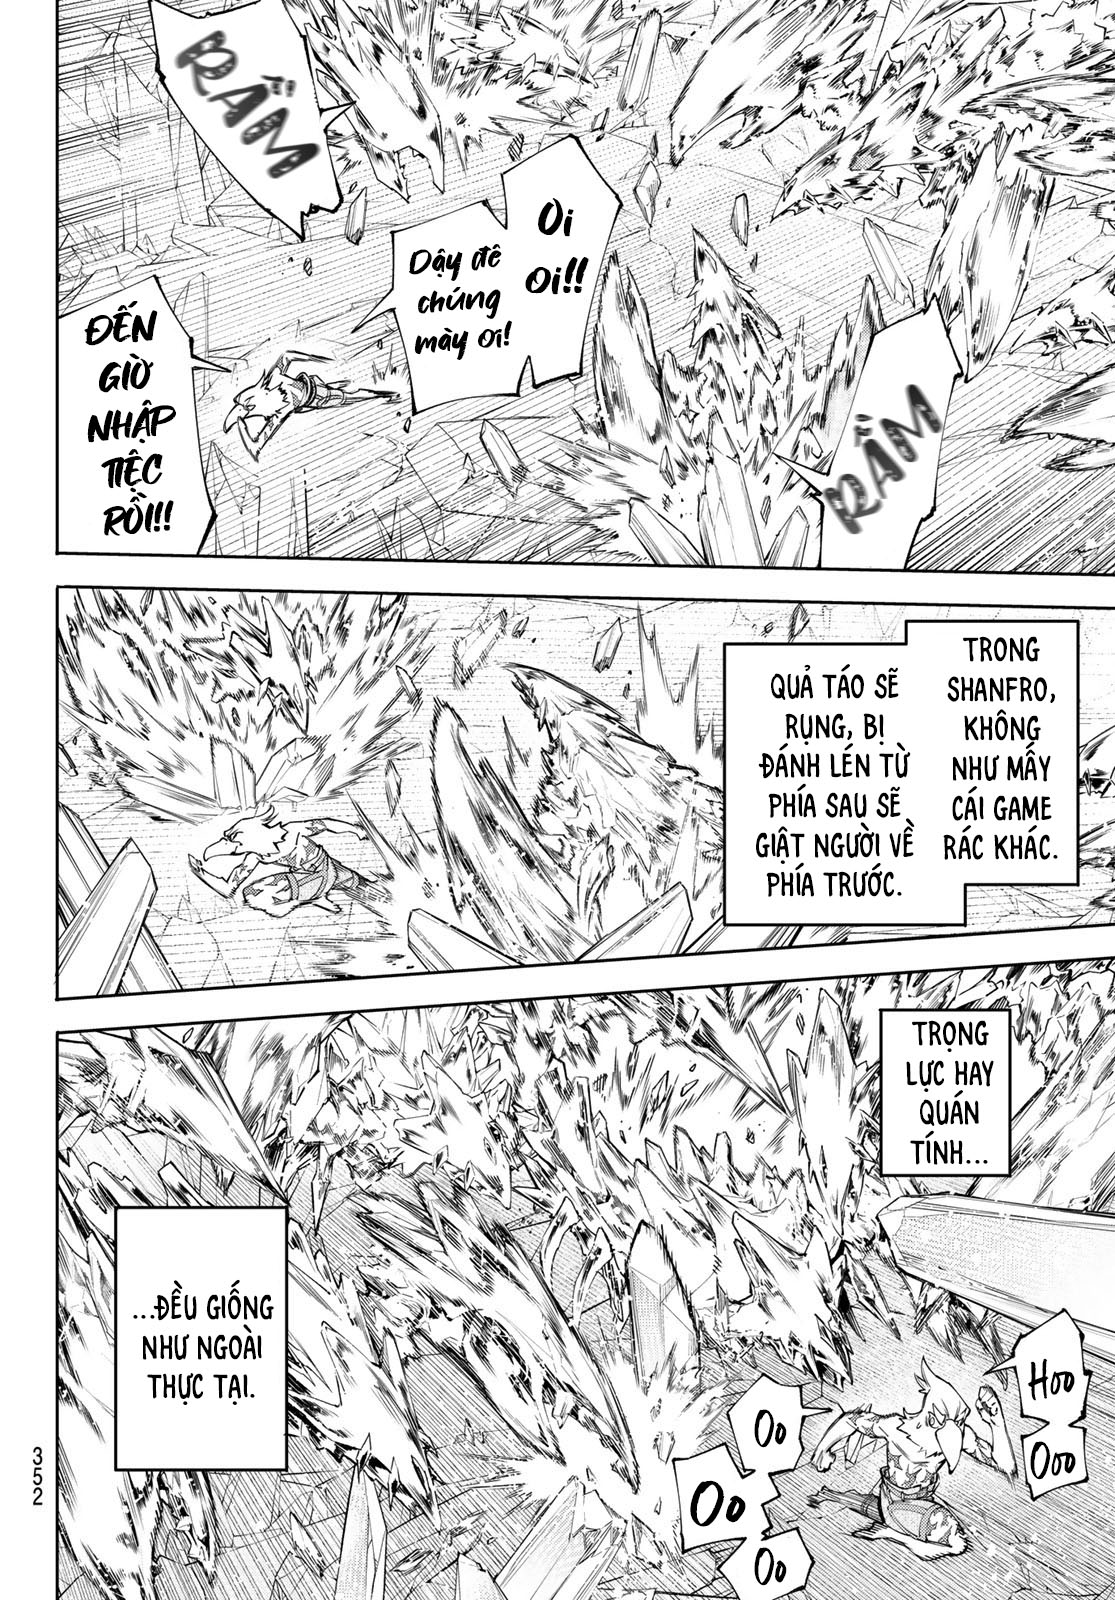 RẦM
OI
OI!!
DẬY ĐÊ
CHÚNG
MÀY ƠI!
ĐẾN
GIỜ
NHẬP
TIỆC
RỒI!!
RẦM
TRONG
SHANFRO,
KHÔNG
NHƯ MẤY
CÁI GAME
RÁC KHÁC.
QUẢ TÁO SẼ
RỤNG, BỊ
ĐÁNH LÉN TỪ
PHÍA SAU SẼ
GIẬT NGƯỜI VỀ
PHÍA TRƯỚC.
TRỌNG
LỰC HAY
QUÁN
TÍNH...
...ĐỀU GIỐNG
NHƯ NGOÀI
THỰC TẠI.
HOO
OOO
OO
OO
OO
352